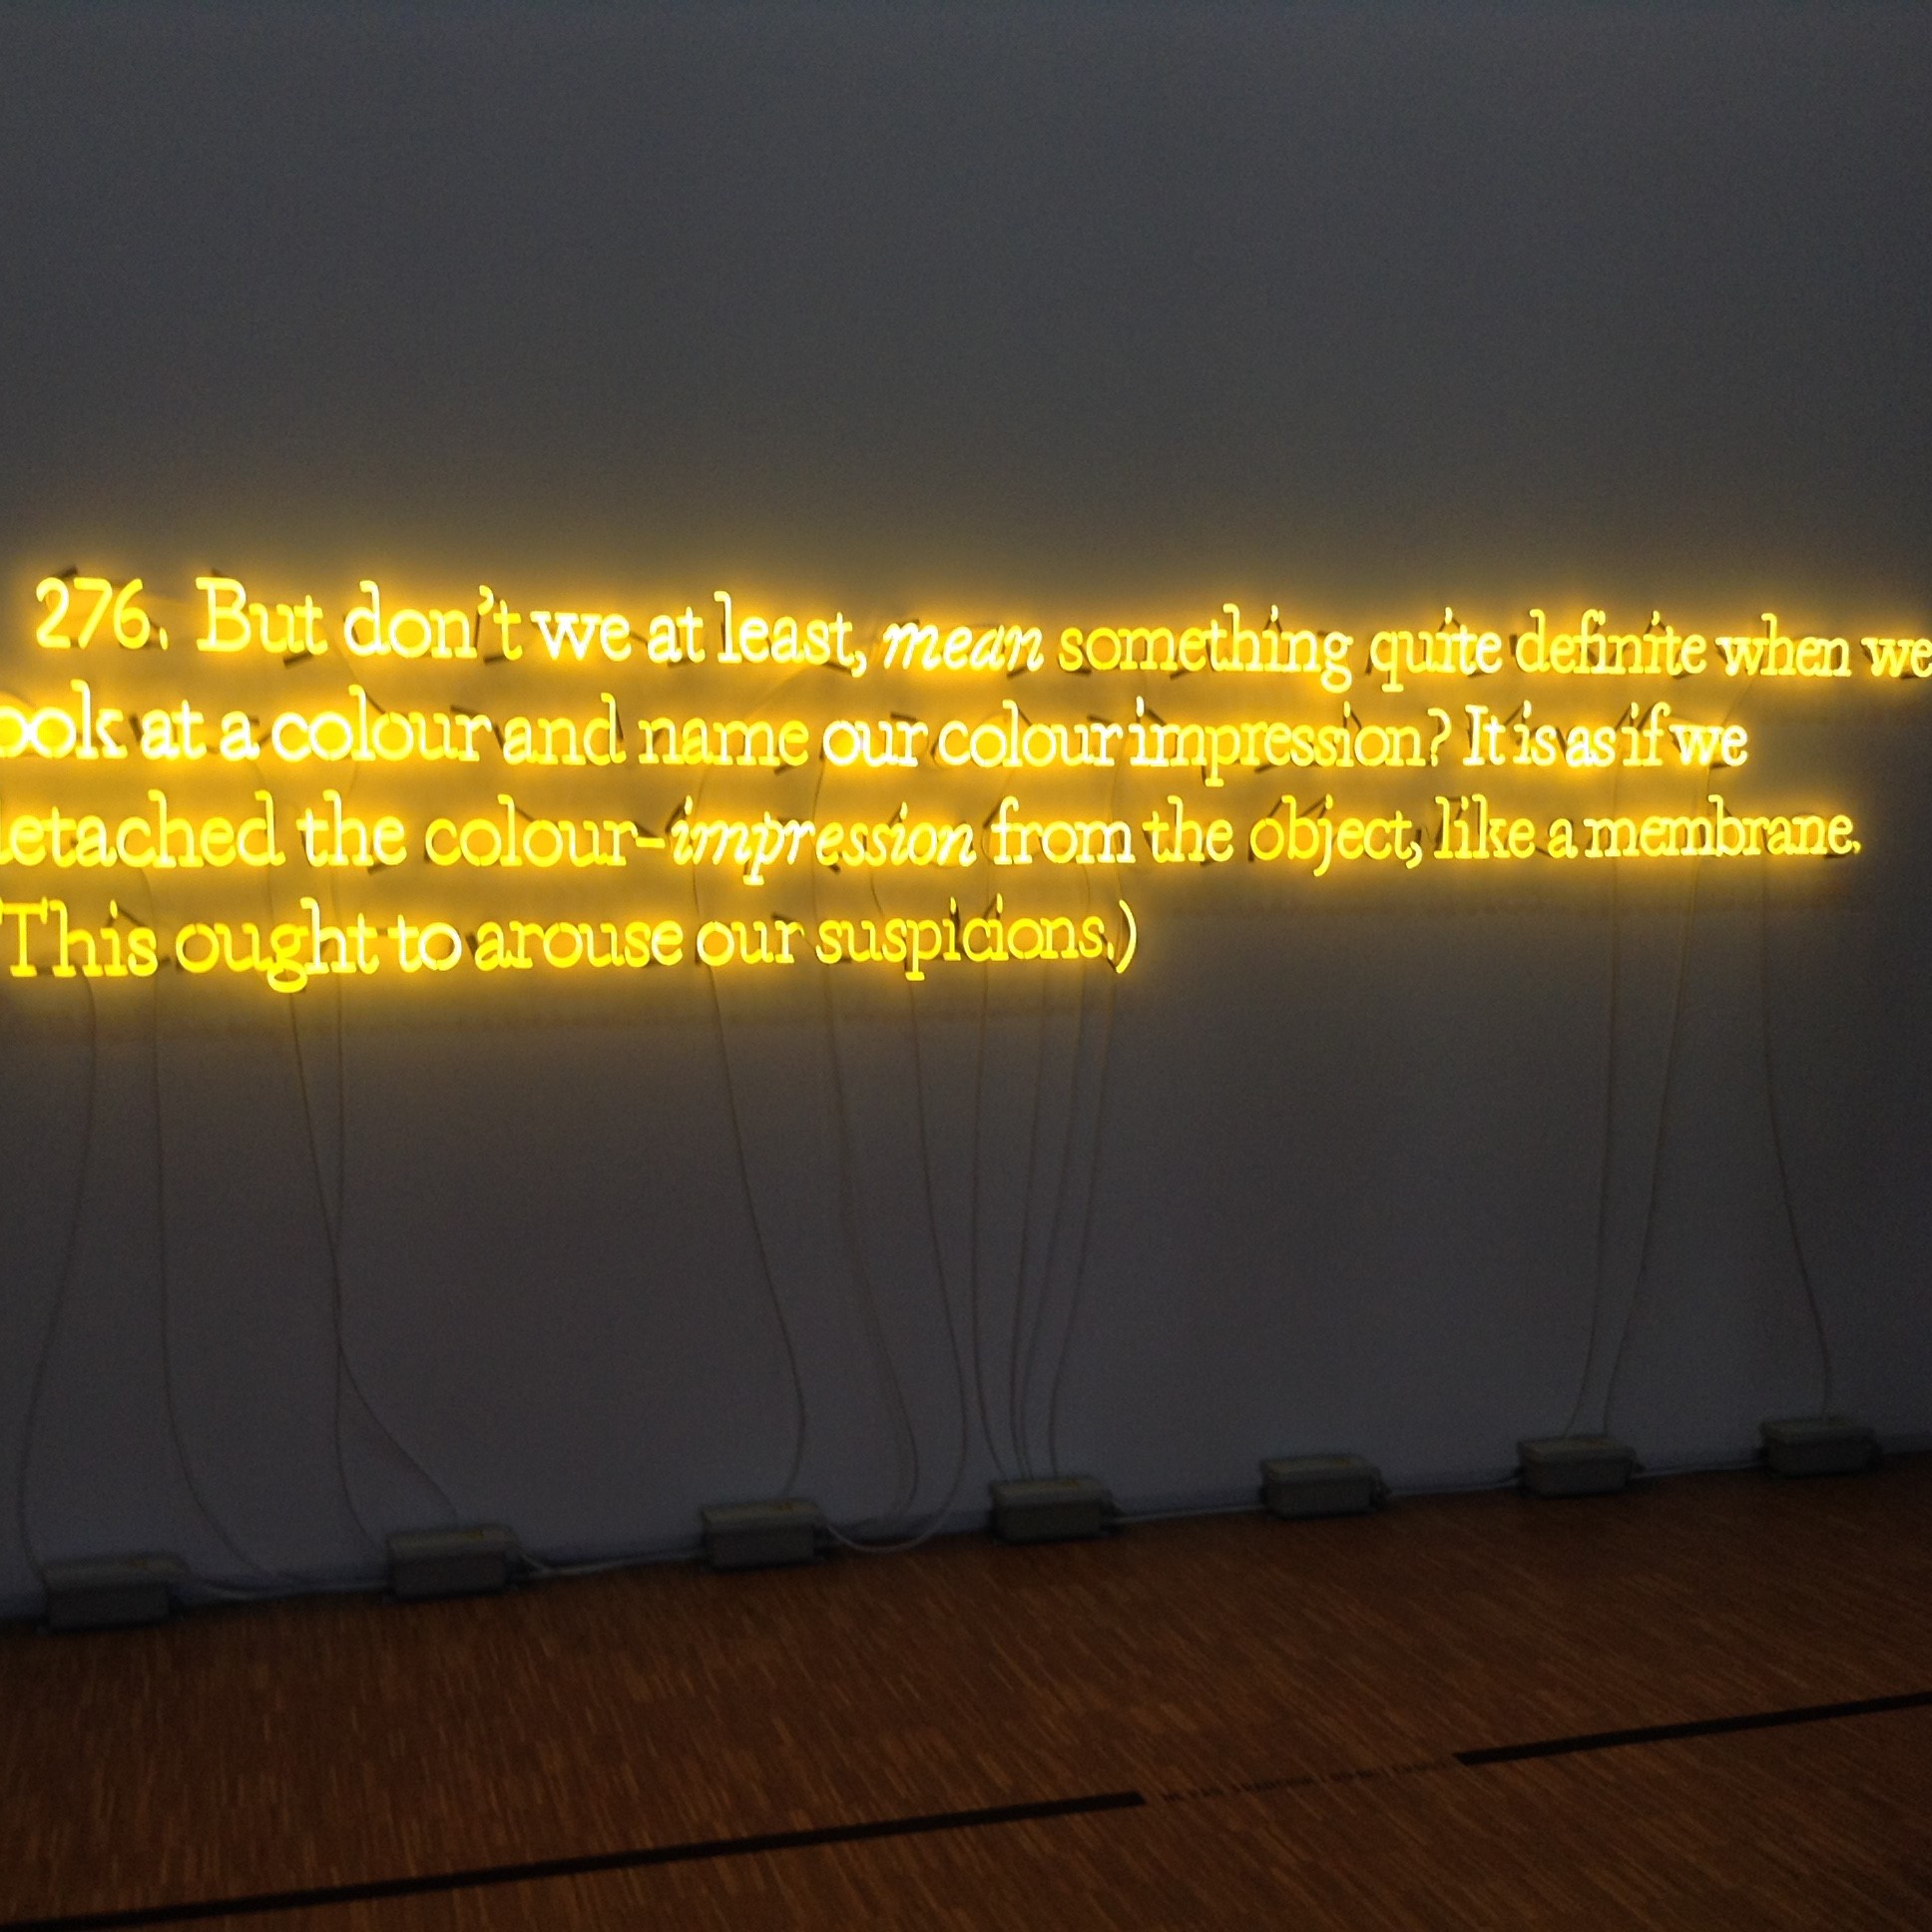 276. But don't we at least, mean something quite definite when we
ook at a colour and name our colour impression? It is as if we
detached the colour-impression from the object, like a membrane.
This ought to arouse our suspicions.)